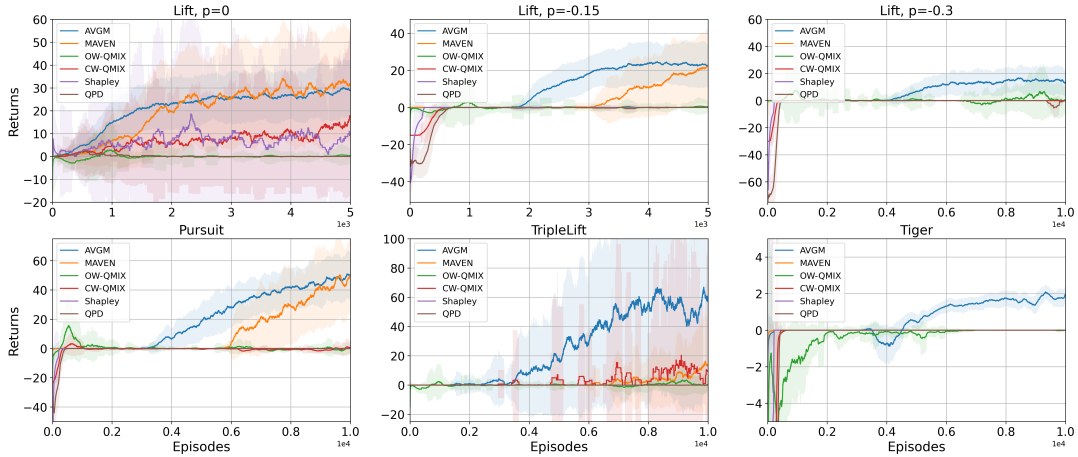 Lift, p=0
Returns
60
50
40
30
20
10
0
−10
−20
AVGM
MAVEN
OW-QMIX
CW-QMIX
Shapley
QPD
0
1
2
3
4
5
1e3
Lift, p=-0.15
40
20
0
−20
−40
AVGM
MAVEN
OW-QMIX
CW-QMIX
Shapley
QPD
0
1
2
3
4
5
1e3
Lift, p=-0.3
60
40
20
0
−20
−40
−60
AVGM
MAVEN
OW-QMIX
CW-QMIX
Shapley
QPD
0.0
0.2
0.4
0.6
0.8
1.0
1e4
Pursuit
Returns
60
40
20
0
−20
−40
AVGM
MAVEN
OW-QMIX
CW-QMIX
Shapley
QPD
0.0
0.2
0.4
0.6
0.8
1.0
1e4
Episodes
TripleLift
100
80
60
40
20
0
−20
AVGM
MAVEN
OW-QMIX
CW-QMIX
Shapley
QPD
0.0
0.2
0.4
0.6
0.8
1.0
1e4
Episodes
Tiger
4
2
0
−2
−4
AVGM
MAVEN
OW-QMIX
CW-QMIX
Shapley
QPD
0.0
0.2
0.4
0.6
0.8
1.0
1e4
Episodes